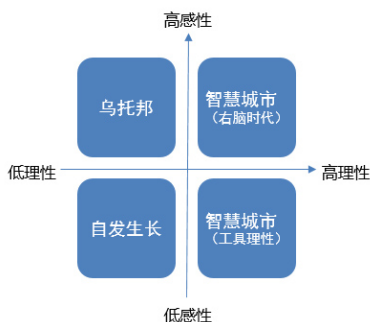 高感性
乌托邦
智慧城市
（右脑时代）
低理性
高理性
自发生长
智慧城市
（工具理性）
低感性